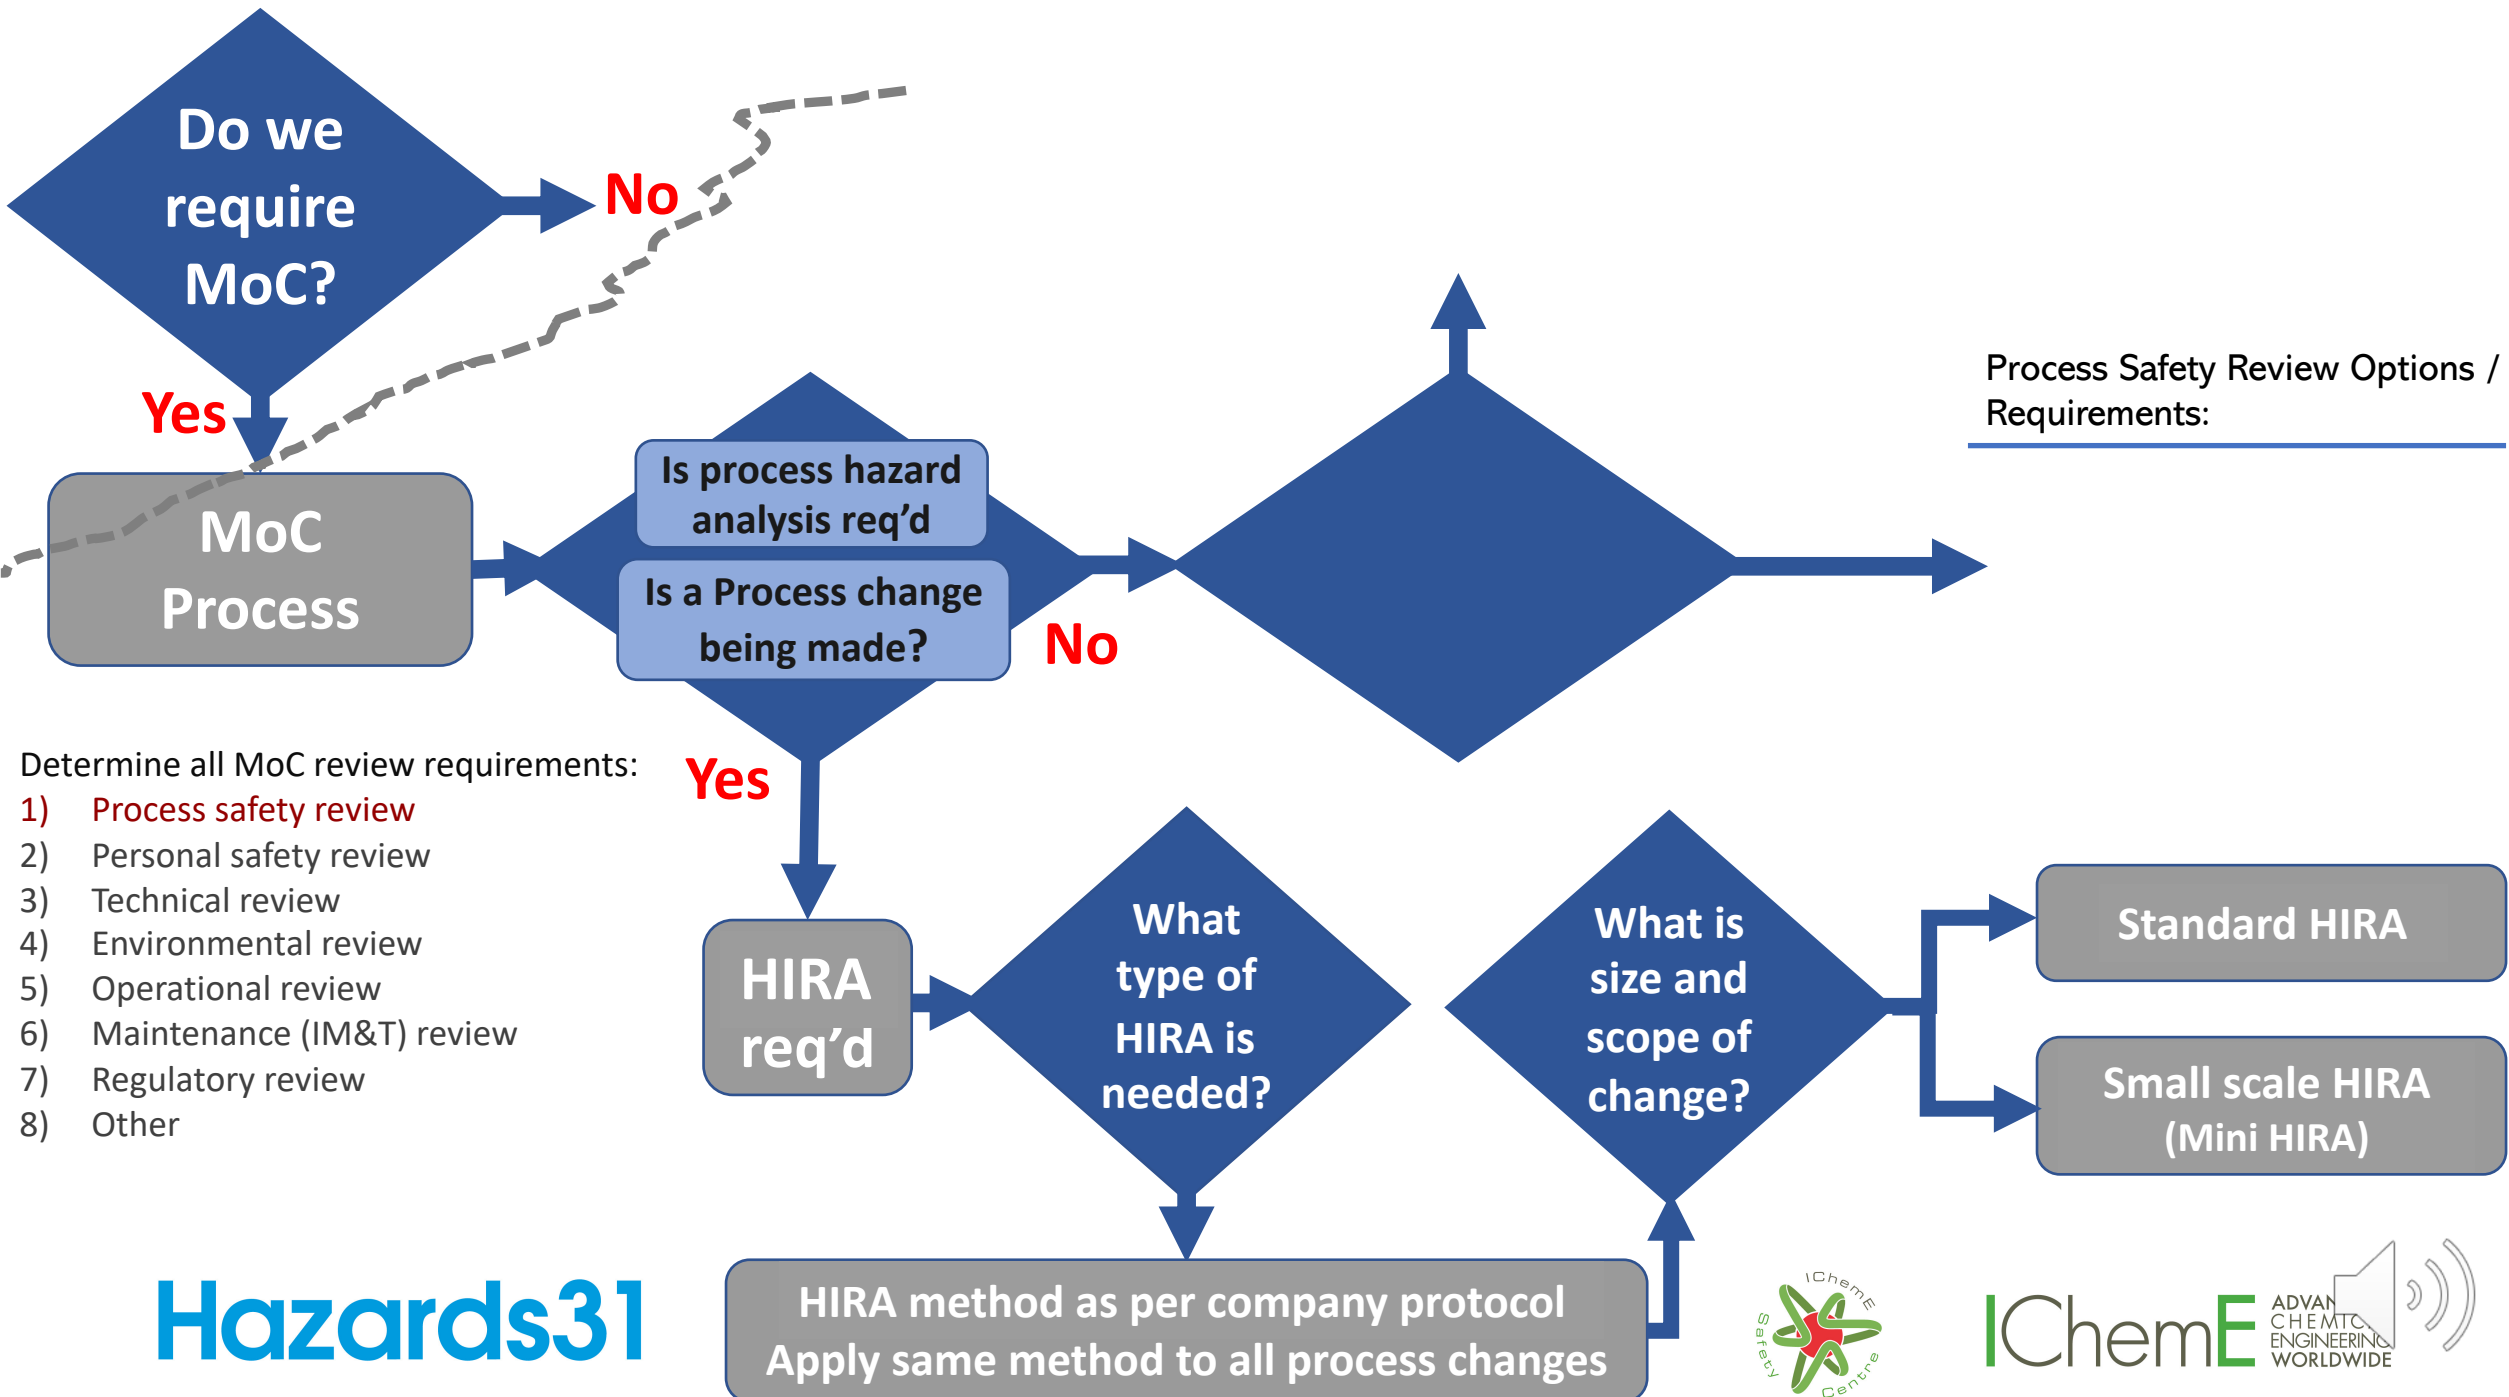 Do we
require
MoC?
No
Yes
MoC
Process
Is process hazard
analysis req’d
Is a Process change
being made?
No
Yes
Process Safety Review Options /
Requirements:
Determine all MoC review requirements:
1) Process safety review
2) Personal safety review
3) Technical review
4) Environmental review
5) Operational review
6) Maintenance (IM&T) review
7) Regulatory review
8) Other
HIRA
req’d
What
type of
HIRA is
needed?
What is
size and
scope of
change?
Standard HIRA
Small scale HIRA
(Mini HIRA)
HIRA method as per company protocol
Apply same method to all process changes
Hazards31
IChemE
Safety
Centre
IChemE
ENGINEERING
WORLDWIDE